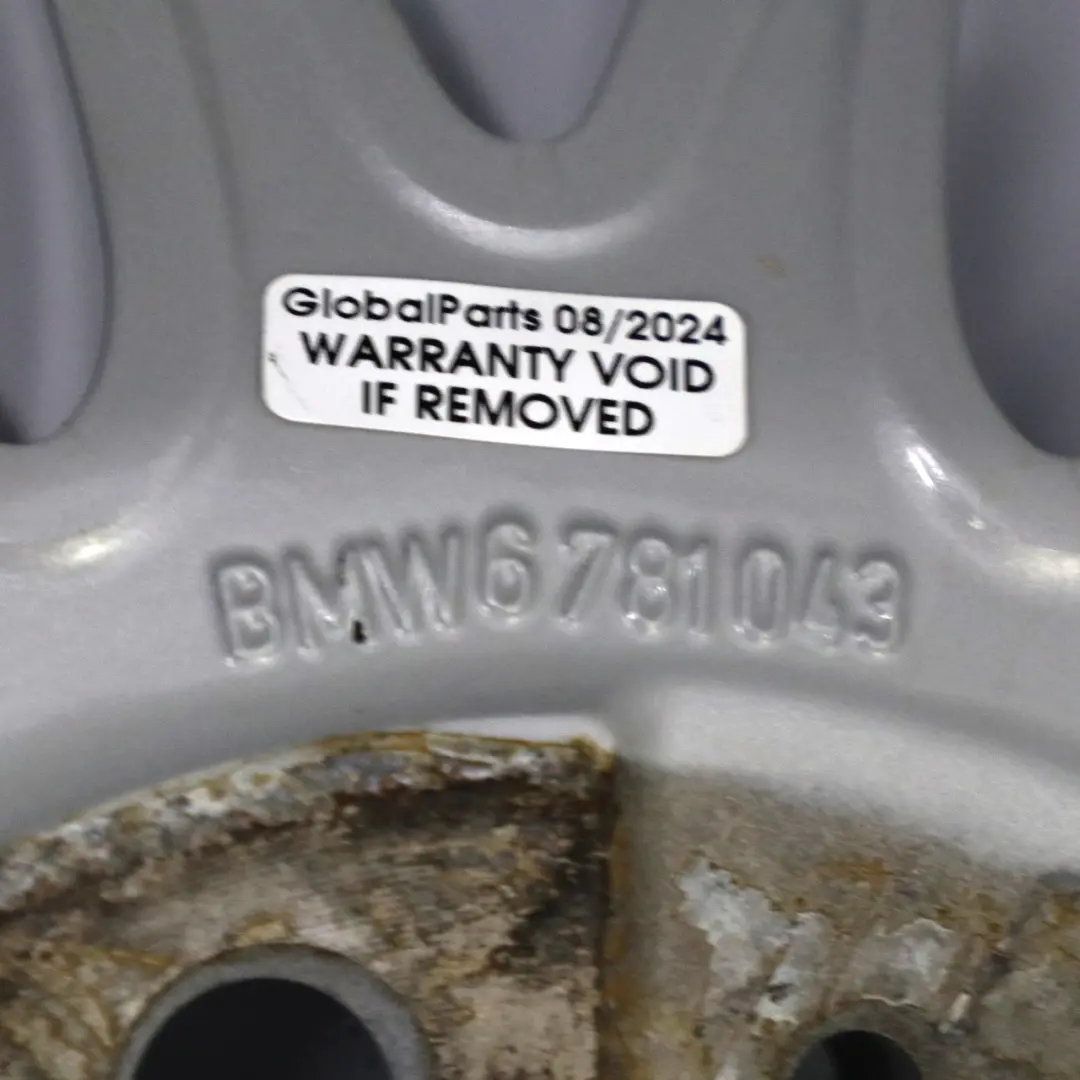 GlobalParts 08/2024
WARRANTY VOID
IF REMOVED
BMW6781043